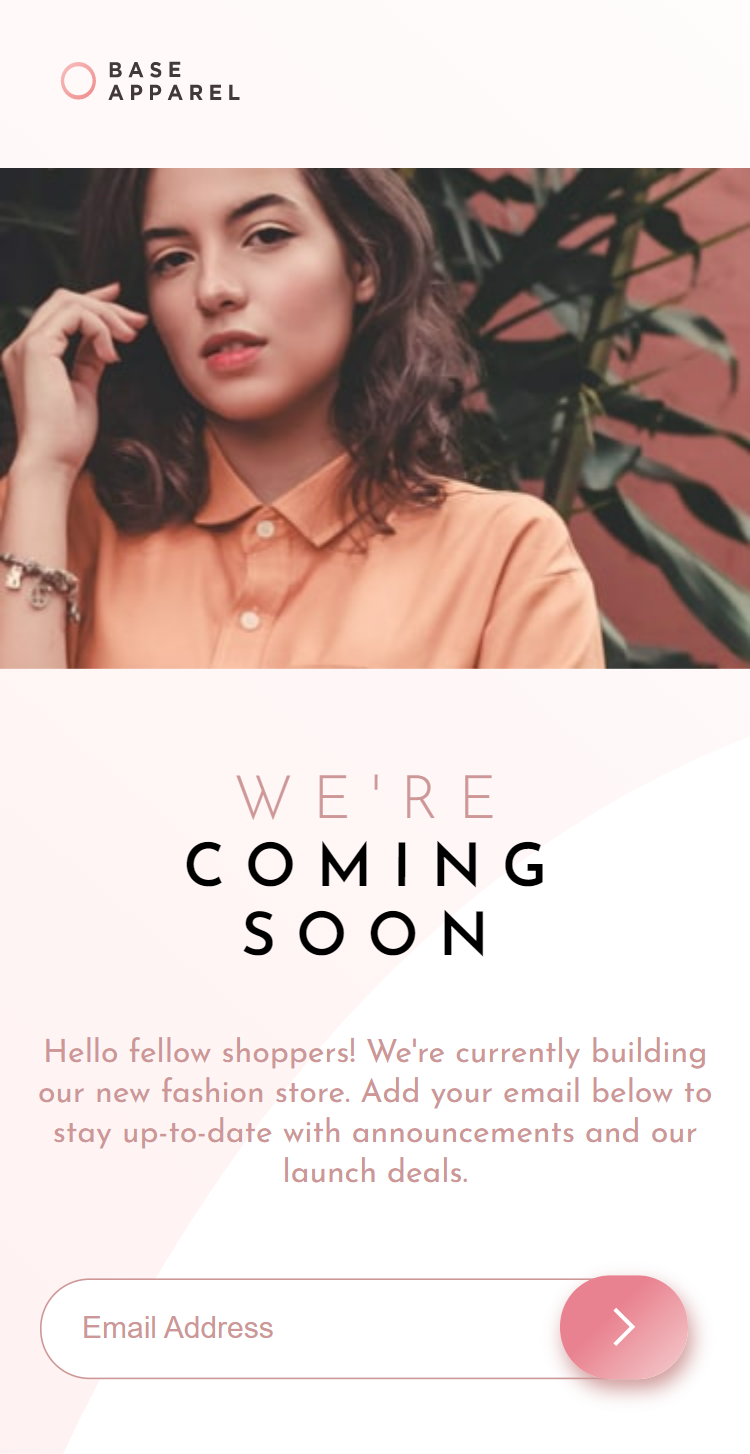 BASE
APPAREL
WE'RE
COMING
SOON
Hello fellow shoppers! We're currently building
our new fashion store. Add your email below to
stay up-to-date with announcements and our
launch deals.
Email Address